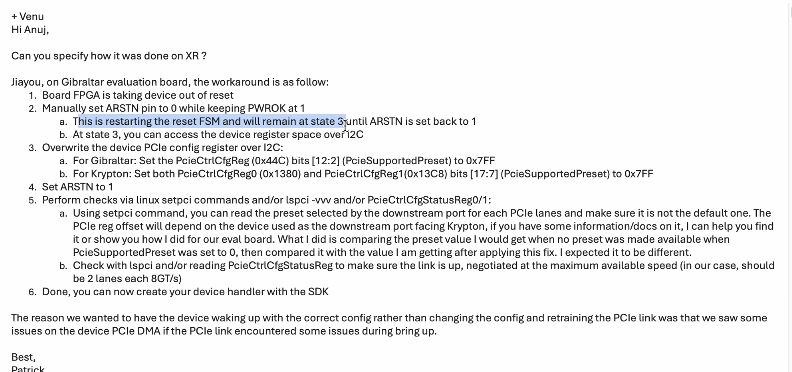 + Venu
Hi Anuj,
Can you specify how it was done on XR ?
Jiayou, on Gibraltar evaluation board, the workaround is as follow:
1. Board FPGA is taking device out of reset
2. Manually set ARSTN pin to 0 while keeping PWROK at 1
a. This is restarting the reset FSM and will remain at state 3 until ARSTN is set back to 1
b. At state 3, you can access the device register space over I2C
3. Overwrite the device PCIe config register over I2C:
a. For Gibraltar: Set the PcieCtrlCfgReg (0x44C) bits [12:2] (PcieSupportedPreset) to 0x7FF
b. For Krypton: Set both PcieCtrlCfgReg0 (0x1380) and PcieCtrlCfgReg1(0x13C8) bits [17:7] (PcieSupportedPreset) to 0x7FF
4. Set ARSTN to 1
5. Perform checks via linux setpci commands and/or lspci -vvv and/or PcieCtrlCfgStatusReg0/1:
a. Using setpci command, you can read the preset selected by the downstream port for each PCIe lanes and make sure it is not the default one. The
PCIe reg offset will depend on the device used as the downstream port facing Krypton, if you have some information/docs on it, I can help you find
it or show you how I did for our eval board. What I did is comparing the preset value I would get when no preset was made available when
PcieSupportedPreset was set to 0, then compared it with the value I am getting after applying this fix. I expected it to be different.
b. Check with lspci and/or reading PcieCtrlCfgStatusReg to make sure the link is up, negotiated at the maximum available speed (in our case, should
be 2 lanes each 8GT/s)
6. Done, you can now create your device handler with the SDK
The reason we wanted to have the device waking up with the correct config rather than changing the config and retraining the PCIe link was that we saw some
issues on the device PCIe DMA if the PCIe link encountered some issues during bring up.
Best,
Patrick